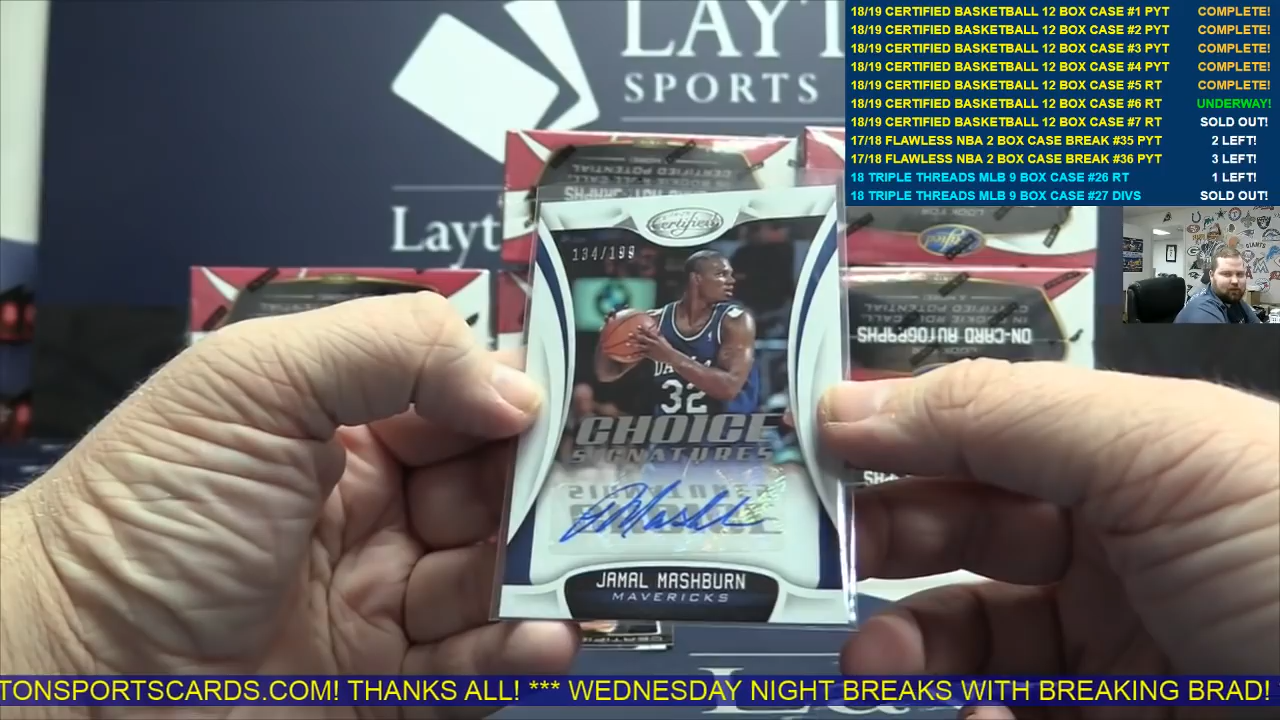 18/19 CERTIFIED BASKETBALL 12 BOX CASE #1 PYT COMPLETE!
18/19 CERTIFIED BASKETBALL 12 BOX CASE #2 PYT COMPLETE!
18/19 CERTIFIED BASKETBALL 12 BOX CASE #3 PYT COMPLETE!
18/19 CERTIFIED BASKETBALL 12 BOX CASE #4 PYT COMPLETE!
18/19 CERTIFIED BASKETBALL 12 BOX CASE #5 RT COMPLETE!
18/19 CERTIFIED BASKETBALL 12 BOX CASE #6 RT UNDERWAY!
18/19 CERTIFIED BASKETBALL 12 BOX CASE #7 RT SOLD OUT!
17/18 FLAWLESS NBA 2 BOX CASE BREAK #35 PYT 2 LEFT!
17/18 FLAWLESS NBA 2 BOX CASE BREAK #36 PYT 3 LEFT!
18 TRIPLE THREADS MLB 9 BOX CASE #26 RT 1 LEFT!
18 TRIPLE THREADS MLB 9 BOX CASE #27 DIVS SOLD OUT!
LAYT
SPORTS
Layt
Certified
134/199
32
CHOICE
SIGNATURES
JAMAL MASHBURN
MAVERICKS
LOOK FOR
ON-CARD AUTOGRAPHS
GIANTS
TONSPORTSCARDS.COM! THANKS ALL! *** WEDNESDAY NIGHT BREAKS WITH BREAKING BRAD!